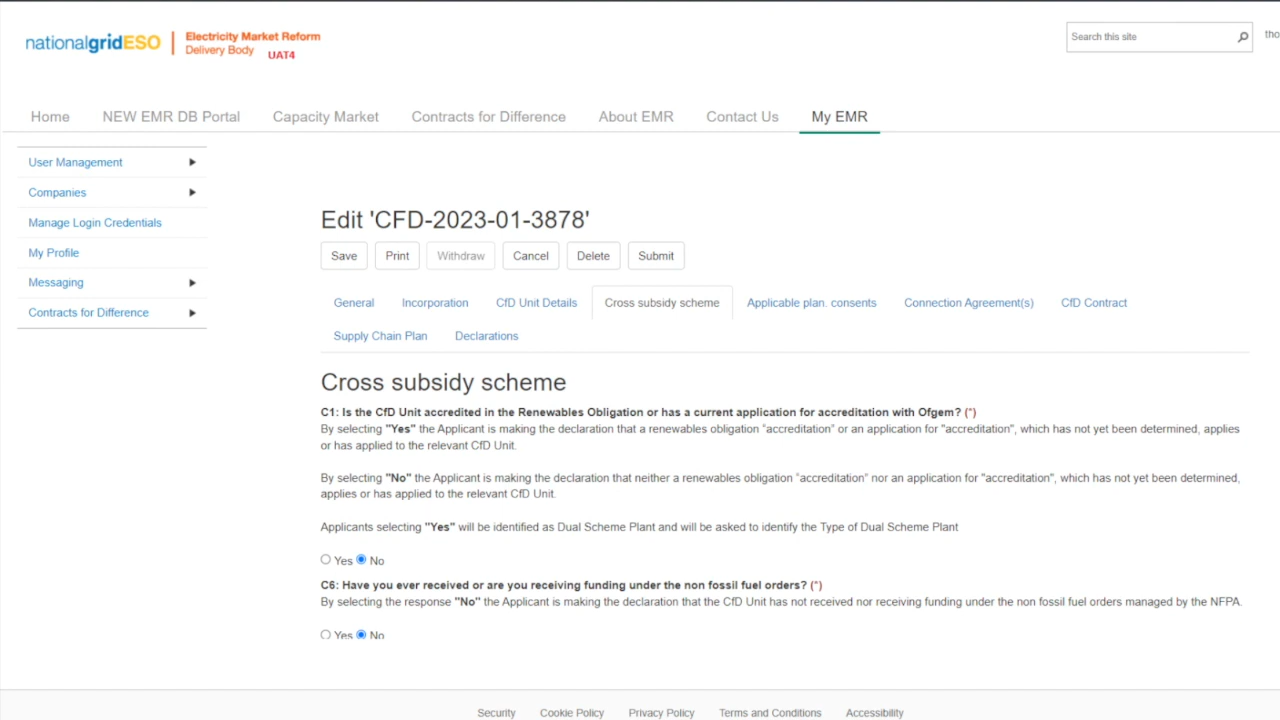 nationalgridESO
Electricity Market Reform
Delivery Body
UAT4
Search this site
tho
Home
NEW EMR DB Portal
Capacity Market
Contracts for Difference
About EMR
Contact Us
My EMR
User Management
Companies
Manage Login Credentials
My Profile
Messaging
Contracts for Difference
Edit 'CFD-2023-01-3878'
Save
Print
Withdraw
Cancel
Delete
Submit
General
Incorporation
CfD Unit Details
Cross subsidy scheme
Applicable plan. consents
Connection Agreement(s)
CfD Contract
Supply Chain Plan
Declarations
Cross subsidy scheme
C1: Is the CfD Unit accredited in the Renewables Obligation or has a current application for accreditation with Ofgem? (*)
By selecting "Yes" the Applicant is making the declaration that a renewables obligation "accreditation" or an application for "accreditation", which has not yet been determined, applies
or has applied to the relevant CfD Unit.
By selecting "No" the Applicant is making the declaration that neither a renewables obligation "accreditation" nor an application for "accreditation", which has not yet been determined,
applies or has applied to the relevant CfD Unit.
Applicants selecting "Yes" will be identified as Dual Scheme Plant and will be asked to identify the Type of Dual Scheme Plant
Yes No
C6: Have you ever received or are you receiving funding under the non fossil fuel orders? (*)
By selecting the response "No" the Applicant is making the declaration that the CfD Unit has not received nor receiving funding under the non fossil fuel orders managed by the NFPA.
Yes No
Security
Cookie Policy
Privacy Policy
Terms and Conditions
Accessibility